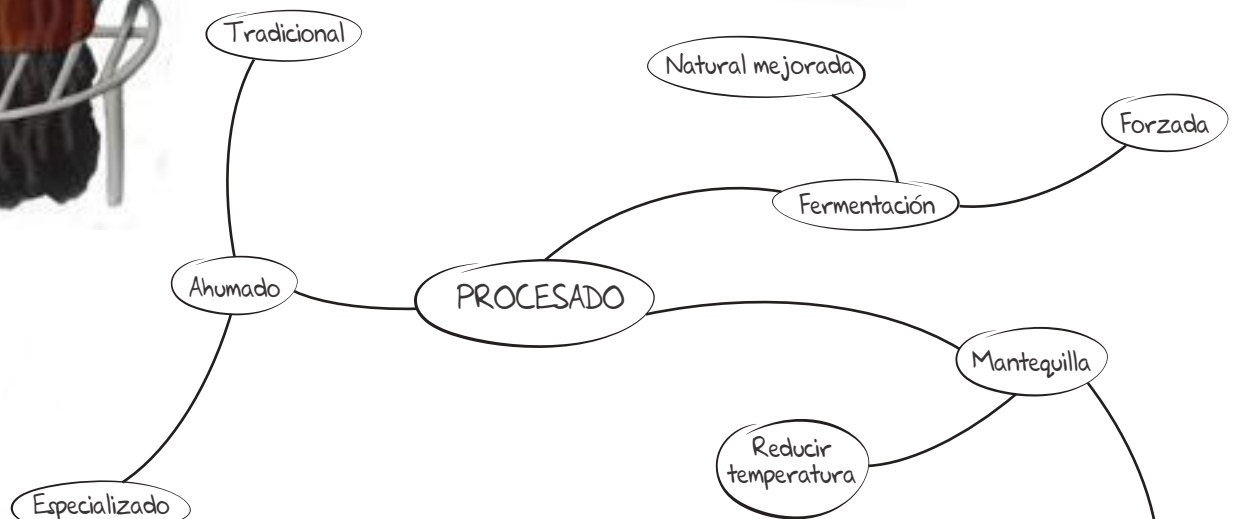 Tradicional
Natural mejorada
Forzada
Fermentación
Ahumado
PROCESADO
Mantequilla
Reducir
temperatura
Especializado